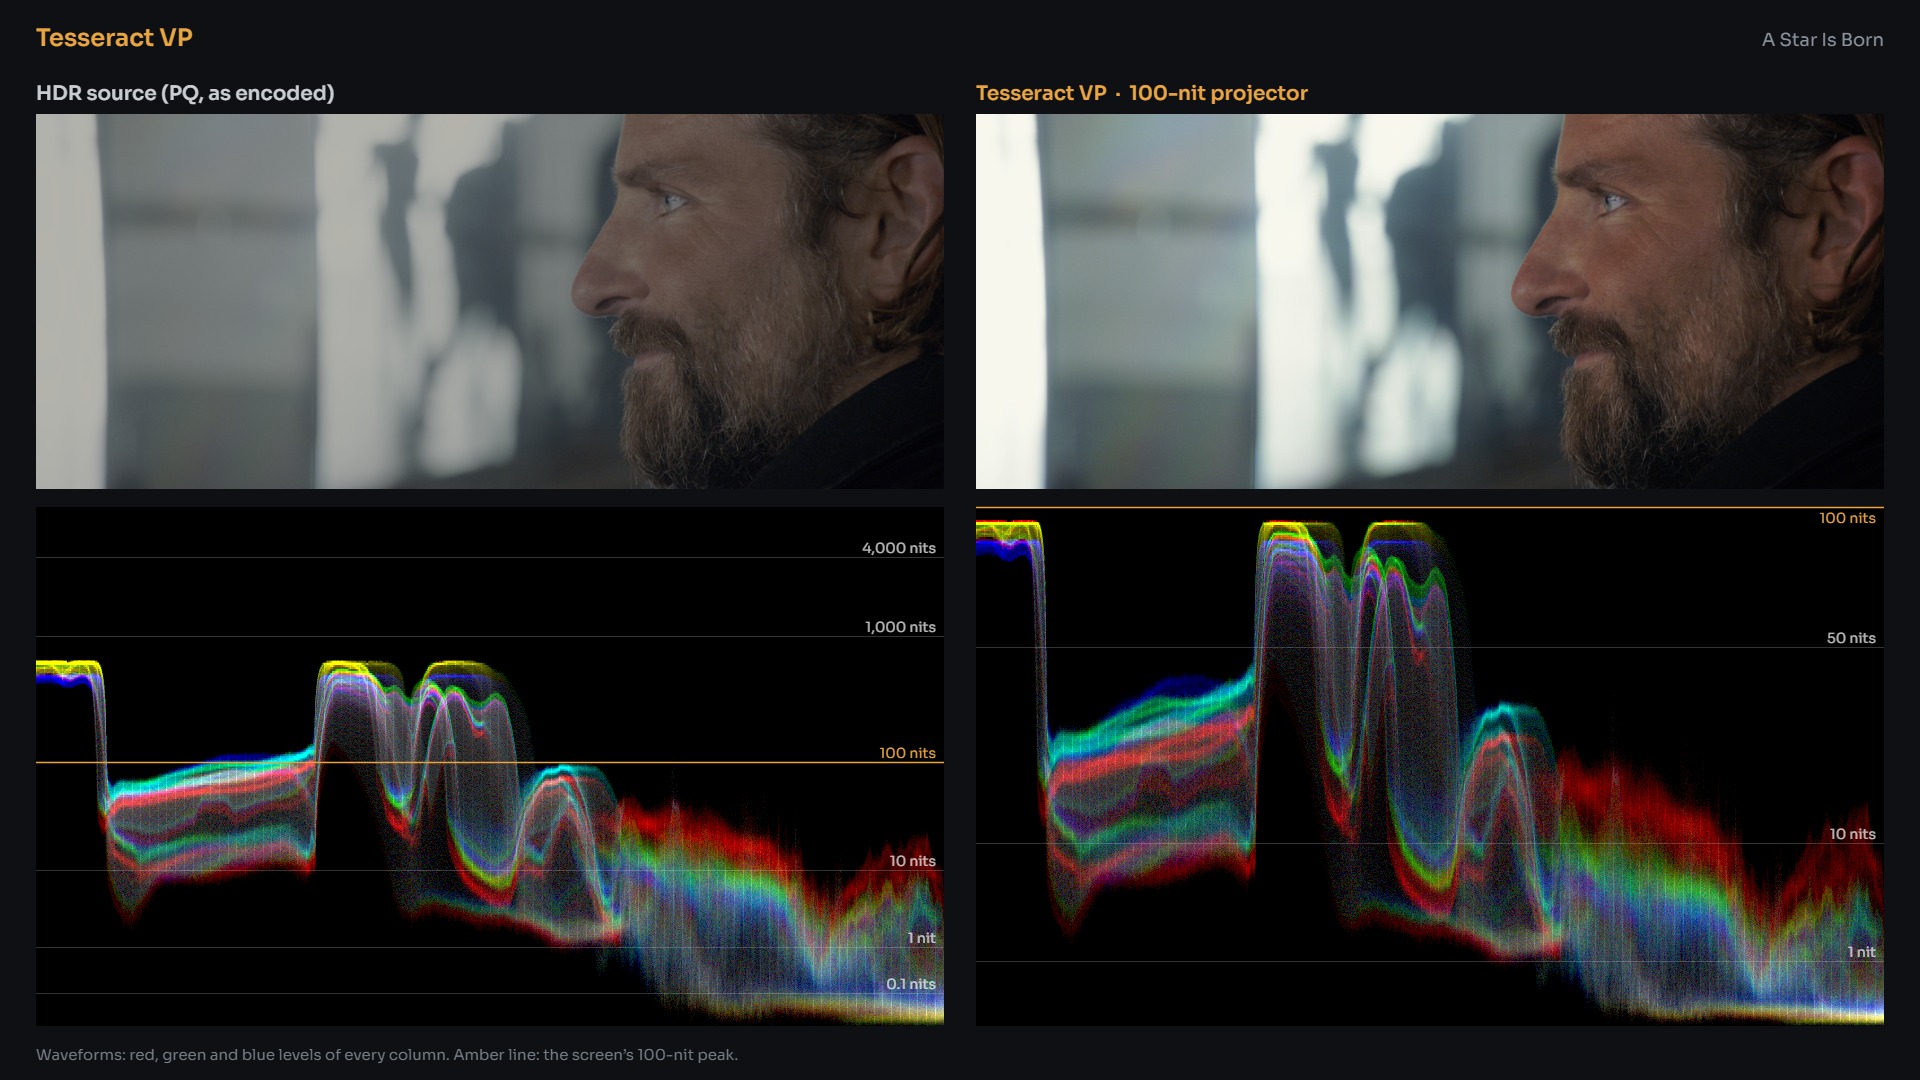 Tesseract VP
A Star Is Born
HDR source (PQ, as encoded)
Tesseract VP · 100-nit projector
4,000 nits
1,000 nits
100 nits
10 nits
1 nit
0.1 nits
100 nits
50 nits
10 nits
1 nit
Waveforms: red, green and blue levels of every column. Amber line: the screen’s 100-nit peak.